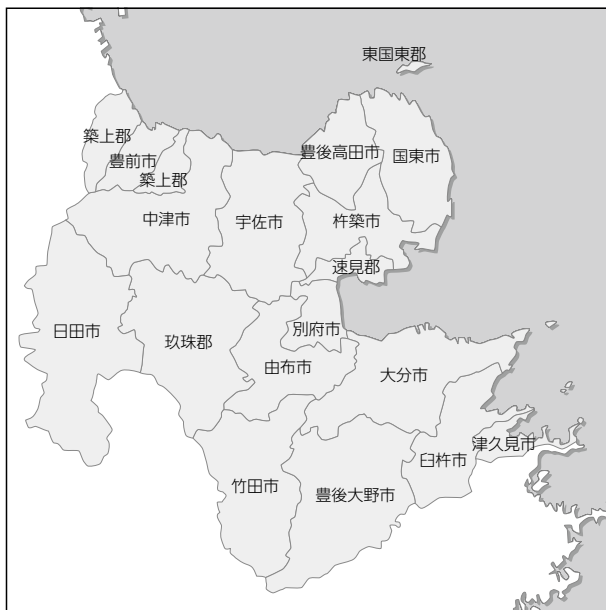 東国東郡
築上郡
豊前市
築上郡
豊後高田市
国東市
中津市
宇佐市
杵築市
速見郡
日田市
玖珠郡
別府市
由布市
大分市
津久見市
臼杵市
竹田市
豊後大野市